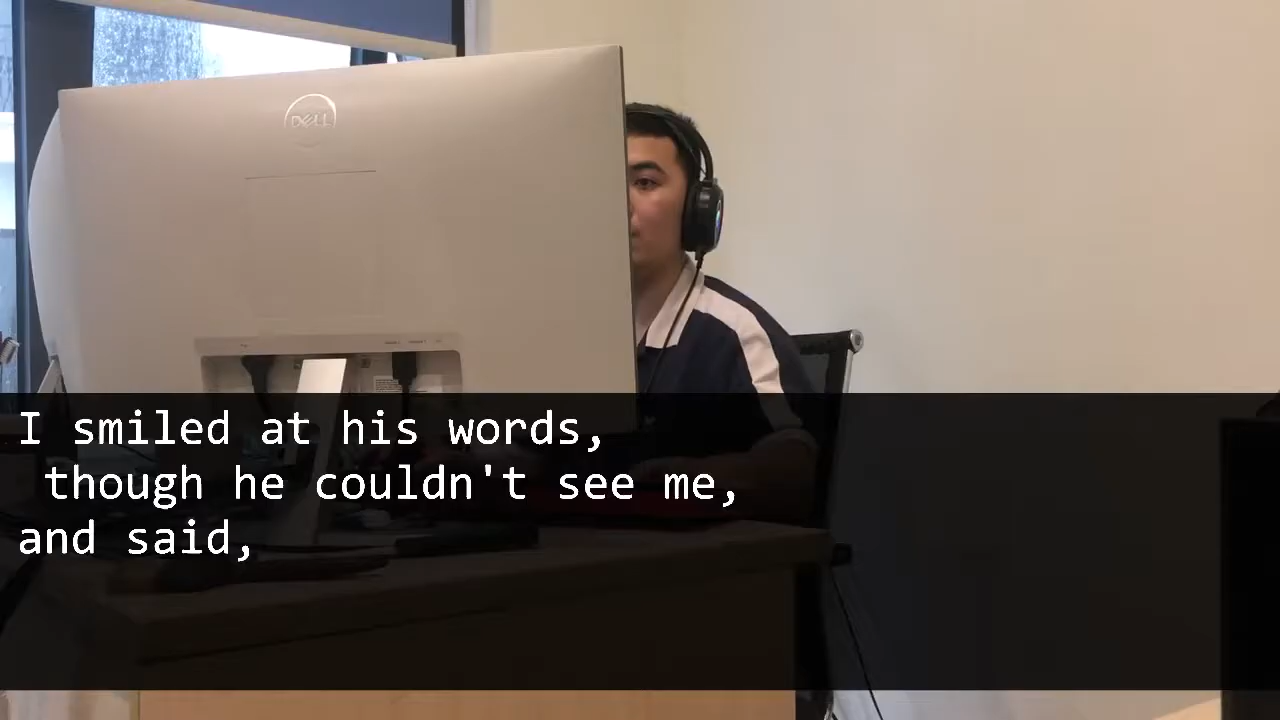 DELL
I smiled at his words,
though he couldn't see me,
and said,